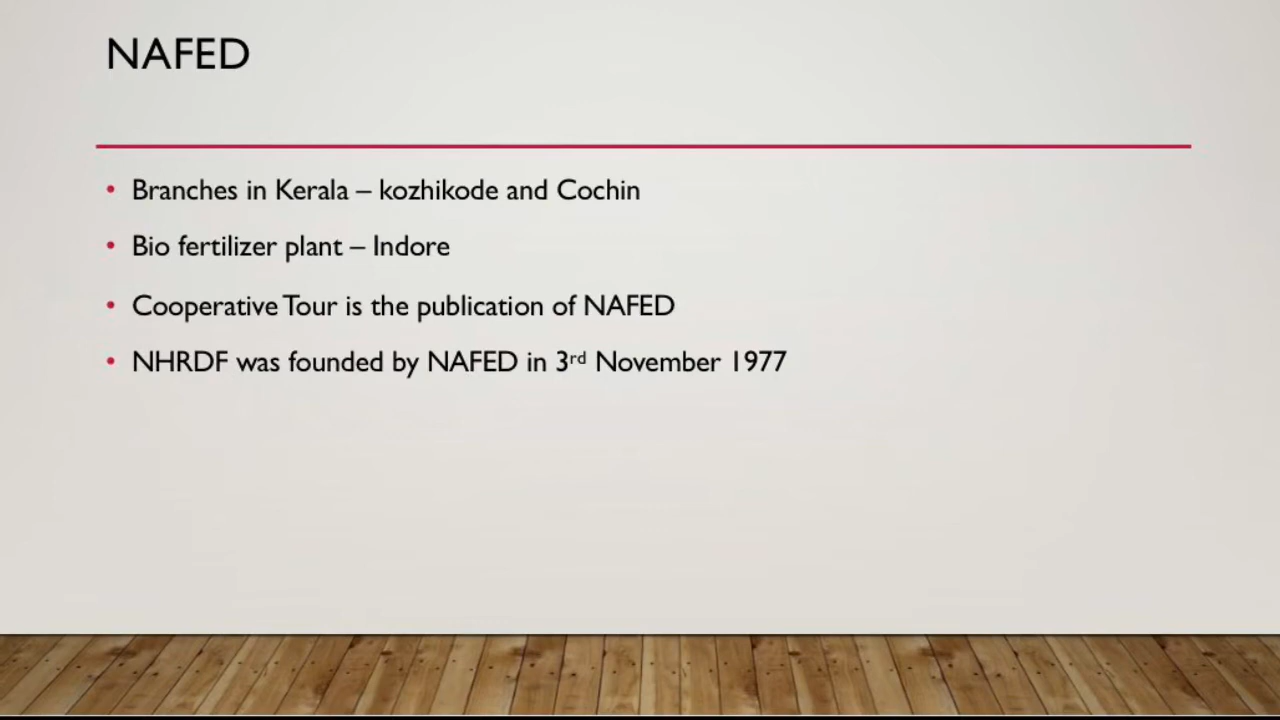 NAFED
• Branches in Kerala – kozhikode and Cochin
• Bio fertilizer plant – Indore
• Cooperative Tour is the publication of NAFED
• NHRDF was founded by NAFED in 3rd November 1977